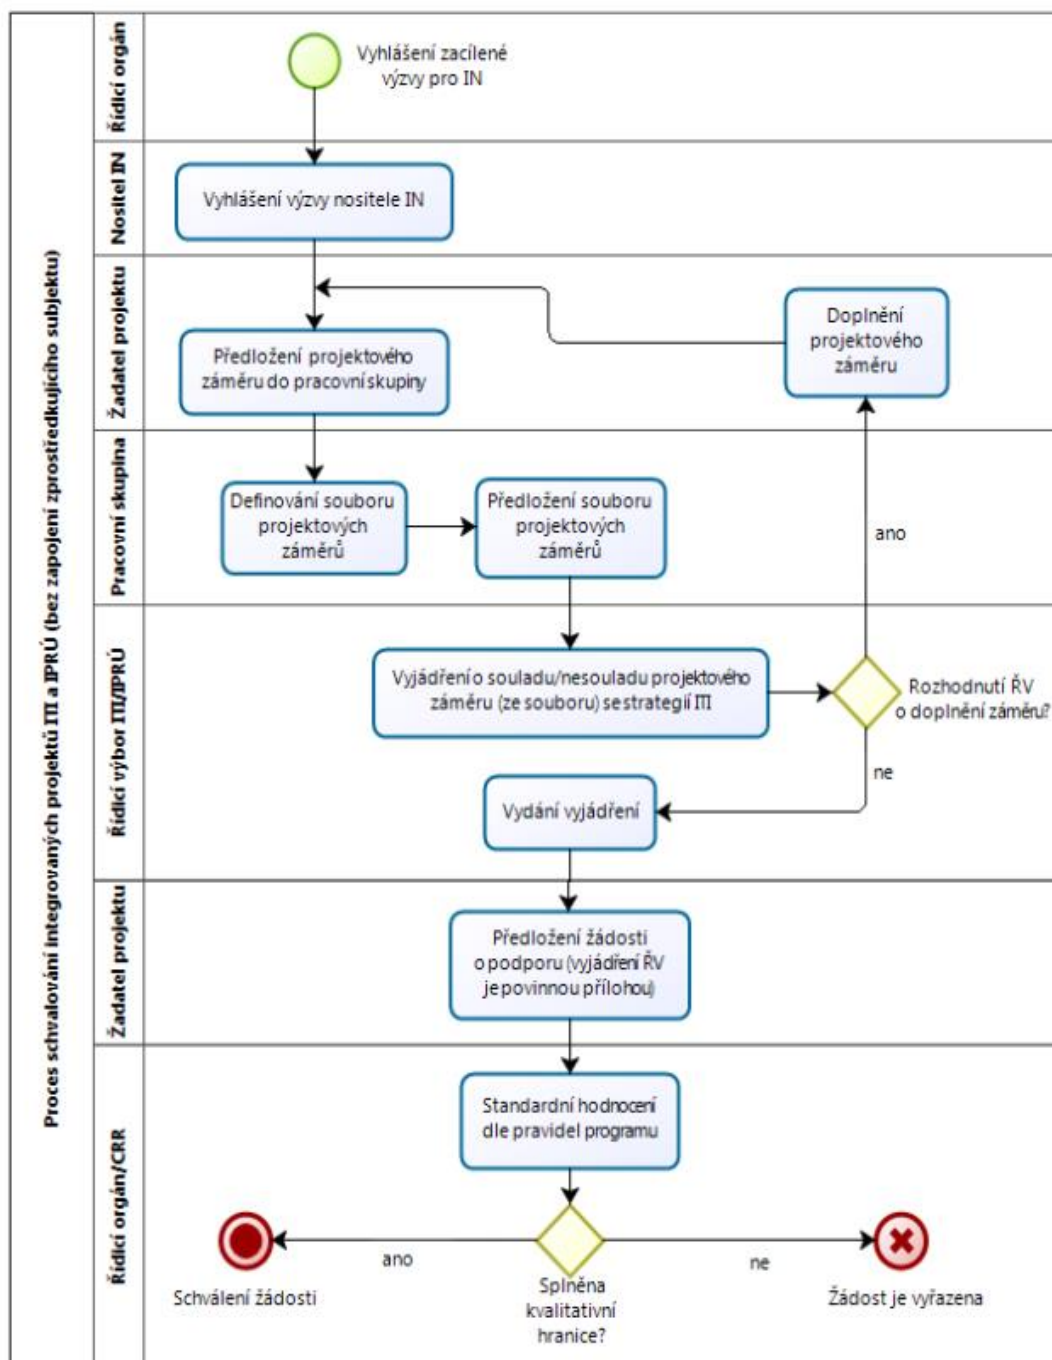 Proces schvalování integrovaných projektů ITI a IPRÚ (bez zapojení zprostředkujícího subjektu)
Řídicí orgán
Vyhlášení zacílené
výzvy pro IN
Nositel IN
Vyhlášení výzvy nositele IN
Žadatel projektu
Předložení projektového
záměru do pracovní skupiny
Doplnění
projektového
záměru
Pracovní skupina
Definování souboru
projektových
záměrů
Předložení souboru
projektových
záměrů
ano
Řídicí výbor ITI/IPRÚ
Vyjádření o souladu/nesouladu projektového
záměru (ze souboru) se strategií ITI
Rozhodnutí ŘV
o doplnění záměru?
ne
Vydání vyjádření
Žadatel projektu
Předložení žádosti
o podporu (vyjádření ŘV
je povinnou přílohou)
Řídicí orgán/CRR
Standardní hodnocení
dle pravidel programu
ano
ne
Schválení žádosti
Splněna
kvalitativní
hranice?
Žádost je vyřazena